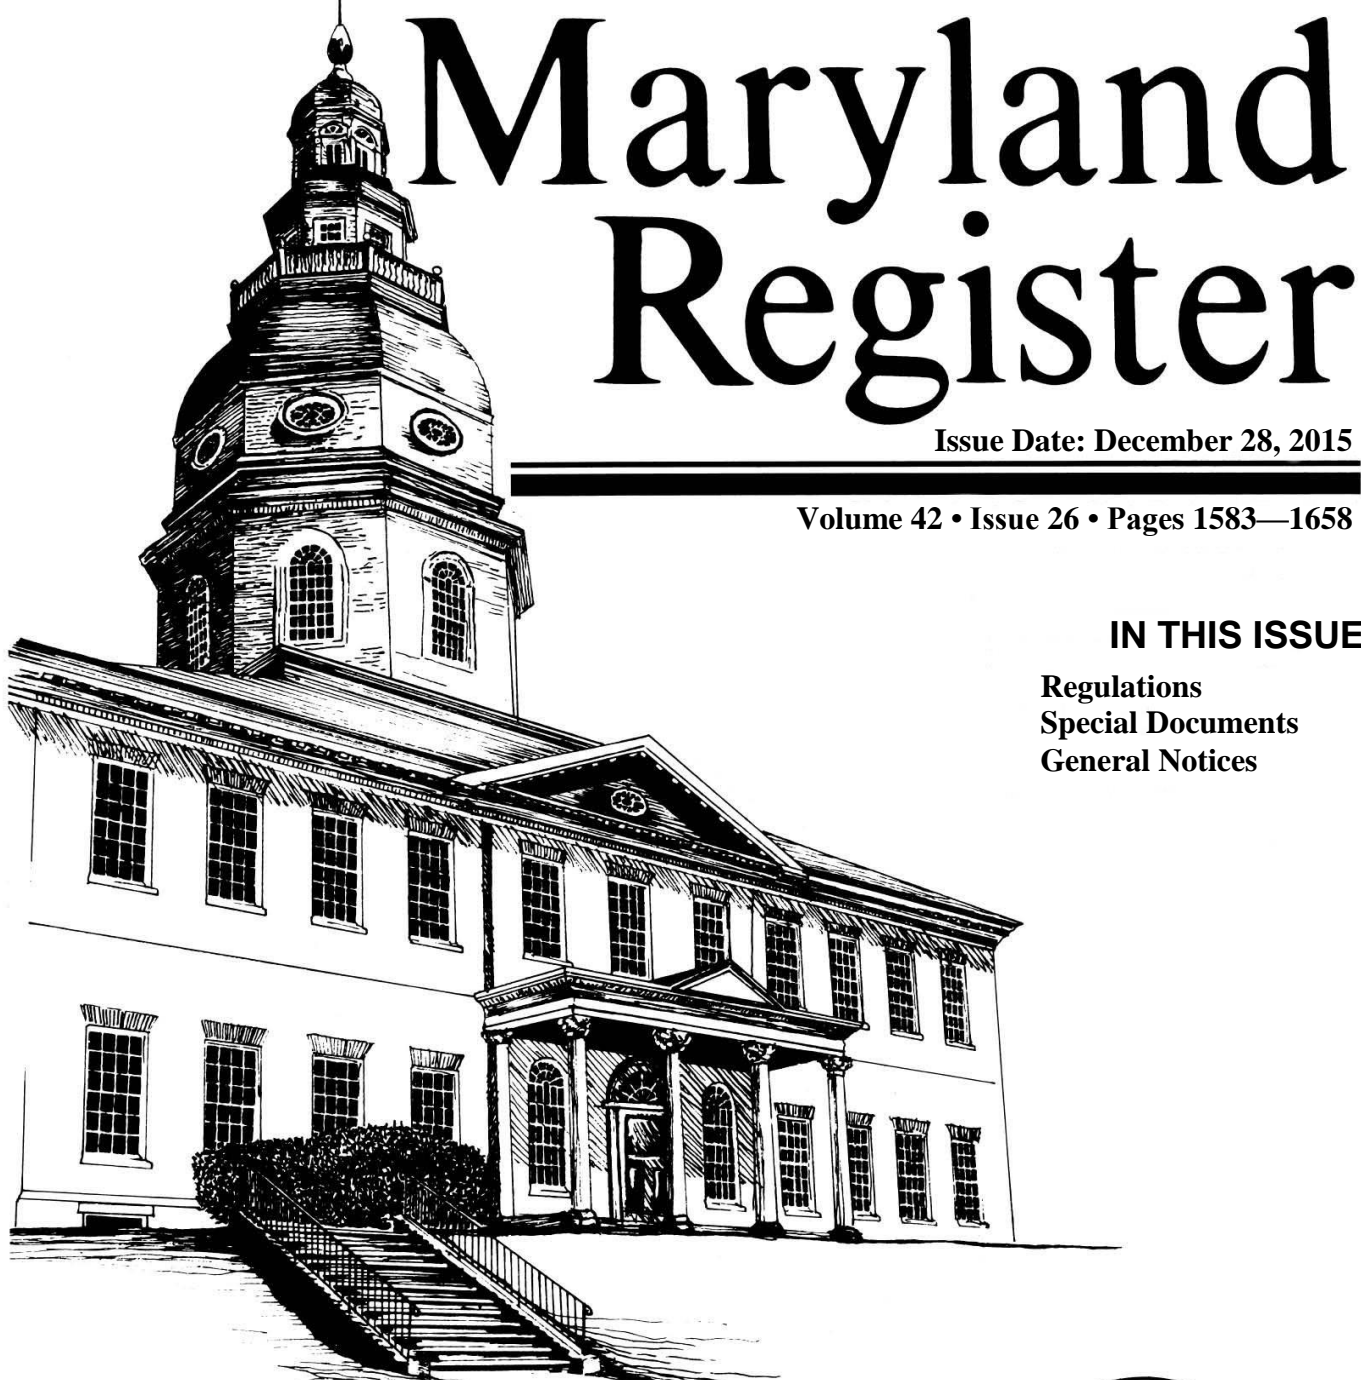 Maryland
Register
Issue Date: December 28, 2015
Volume 42 • Issue 26 • Pages 1583—1658
IN THIS ISSUE
Regulations
Special Documents
General Notices